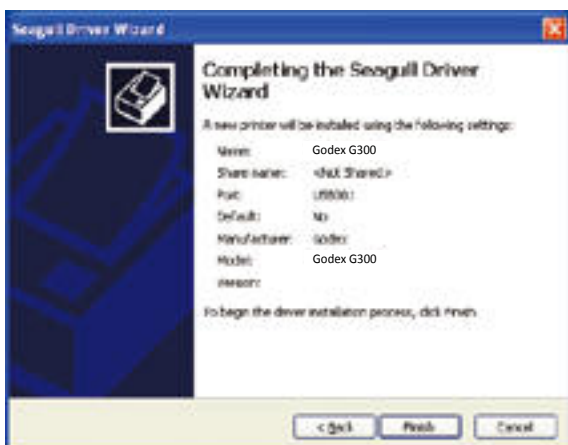 Seagull Driver Wizard
Completing the Seagull Driver
Wizard
A new printer will be installed using the following settings:
Name: Godex G300
Share name: <Not Shared>
Port: USB001
Default: No
Manufacturer: Godex
Model: Godex G300
Version:
To begin the driver installation process, click Finish.
< Back Finish Cancel